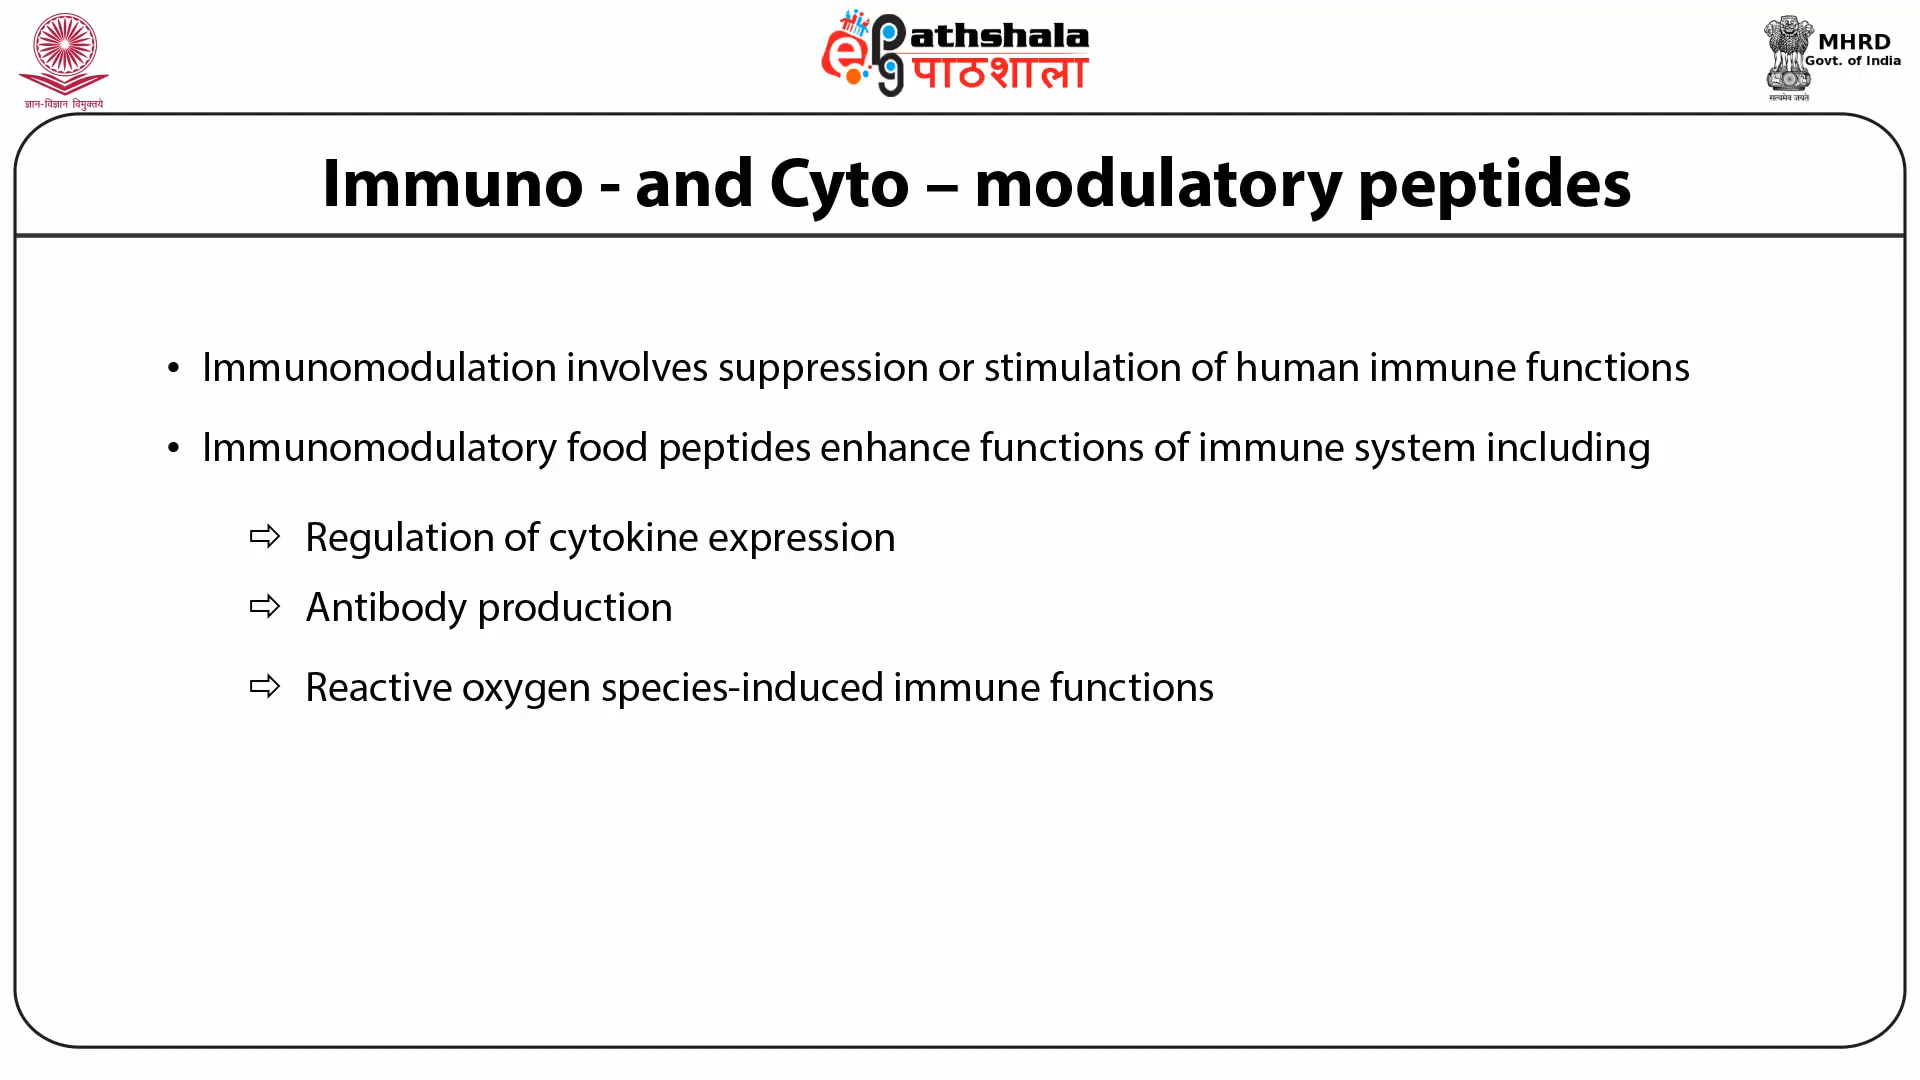 ज्ञान-विज्ञान विमुक्तये
ePG Pathshala
पाठशाला
MHRD
Govt. of India
सत्यमेव जयते
Immuno - and Cyto – modulatory peptides
• Immunomodulation involves suppression or stimulation of human immune functions
• Immunomodulatory food peptides enhance functions of immune system including
⇨ Regulation of cytokine expression
⇨ Antibody production
⇨ Reactive oxygen species-induced immune functions